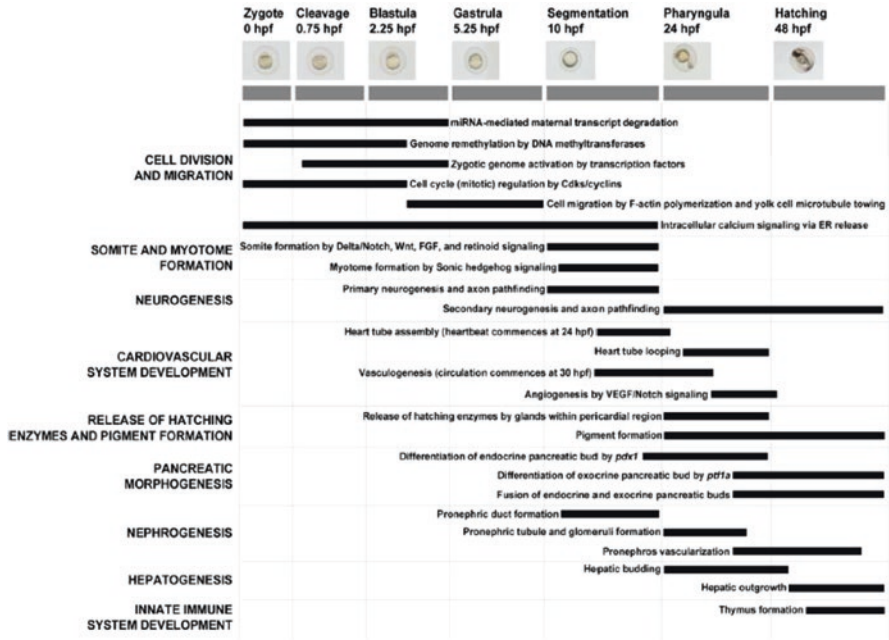 Zygote Cleavage Blastula Gastrula Segmentation Pharyngula Hatching
0 hpf 0.75 hpf 2.25 hpf 5.25 hpf 10 hpf 24 hpf 48 hpf
CELL DIVISION
AND MIGRATION
miRNA-mediated maternal transcript degradation
Genome remethylation by DNA methyltransferases
Zygotic genome activation by transcription factors
Cell cycle (mitotic) regulation by Cdks/cyclins
Cell migration by F-actin polymerization and yolk cell microtubule towing
Intracellular calcium signaling via ER release
SOMITE AND MYOTOME
FORMATION
Somite formation by Delta/Notch, Wnt, FGF, and retinoid signaling
Myotome formation by Sonic hedgehog signaling
NEUROGENESIS
Primary neurogenesis and axon pathfinding
Secondary neurogenesis and axon pathfinding
CARDIOVASCULAR
SYSTEM DEVELOPMENT
Heart tube assembly (heartbeat commences at 24 hpf)
Heart tube looping
Vasculogenesis (circulation commences at 30 hpf)
Angiogenesis by VEGF/Notch signaling
RELEASE OF HATCHING
ENZYMES AND PIGMENT FORMATION
Release of hatching enzymes by glands within pericardial region
Pigment formation
PANCREATIC
MORPHOGENESIS
Differentiation of endocrine pancreatic bud by pdx1
Differentiation of exocrine pancreatic bud by ptf1a
Fusion of endocrine and exocrine pancreatic buds
NEPHROGENESIS
Pronephric duct formation
Pronephric tubule and glomeruli formation
Pronephros vascularization
HEPATOGENESIS
Hepatic budding
Hepatic outgrowth
INNATE IMMUNE
SYSTEM DEVELOPMENT
Thymus formation